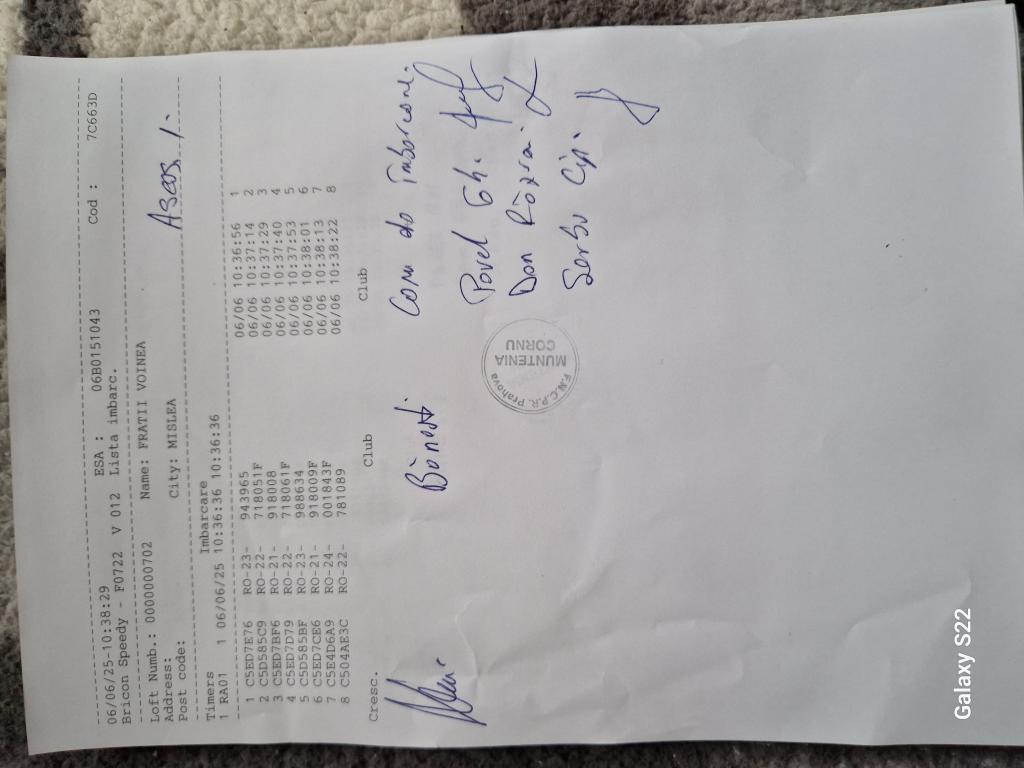 06/06/25-10:38:29 ESA : 06B0151043 Cod : 7C663D
Bricon Speedy - F0722 V 012 Lista imbarc.
Loft Numb.: 0000000702 Name: FRATII VOINEA
Address:
Post code: City: MISLEA
Timers Imbarcare
1 RA01 1 06/06/25 10:36:36 10:36:36
1 C5ED7E76 RO-23- 943965 06/06 10:36:56 1
2 C5D585C9 RO-22- 718051F 06/06 10:37:14 2
3 C5ED7BF6 RO-21- 918008 06/06 10:37:29 3
4 C5ED7D79 RO-22- 718061F 06/06 10:37:40 4
5 C5D585BF RO-23- 988634 06/06 10:37:53 5
6 C5ED7CE6 RO-21- 918009F 06/06 10:38:01 6
7 C5E4D6A9 RO-24- 001843F 06/06 10:38:13 7
8 C504AE3C RO-22- 781089 06/06 10:38:22 8
Cresc. Club Club
Com de Imbarcare.
Pavel Gh.
Dan
Serbu Cip.
F.N.C.P.R. Prahova
MUNTENIA
CORNU
Galaxy S22